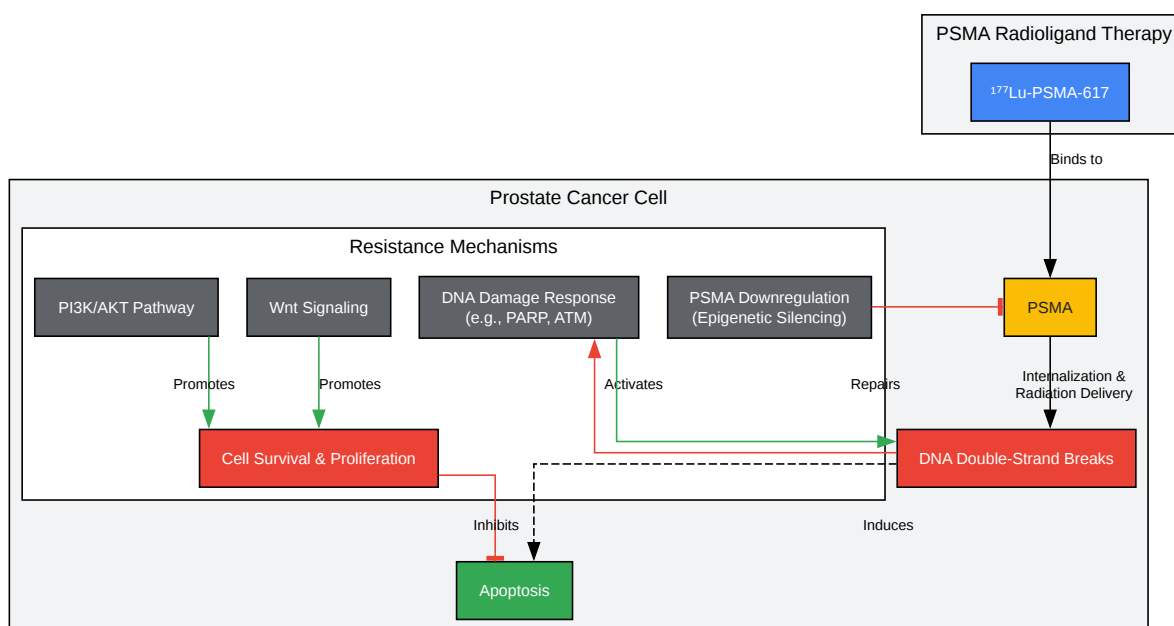 PSMA Radioligand Therapy
¹⁷⁷Lu-PSMA-617
Binds to
Prostate Cancer Cell
Resistance Mechanisms
PI3K/AKT Pathway
Wnt Signaling
DNA Damage Response
(e.g., PARP, ATM)
PSMA Downregulation
(Epigenetic Silencing)
PSMA
Promotes
Promotes
Activates
Repairs
Internalization &
Radiation Delivery
Cell Survival & Proliferation
DNA Double-Strand Breaks
Inhibits
Induces
Apoptosis